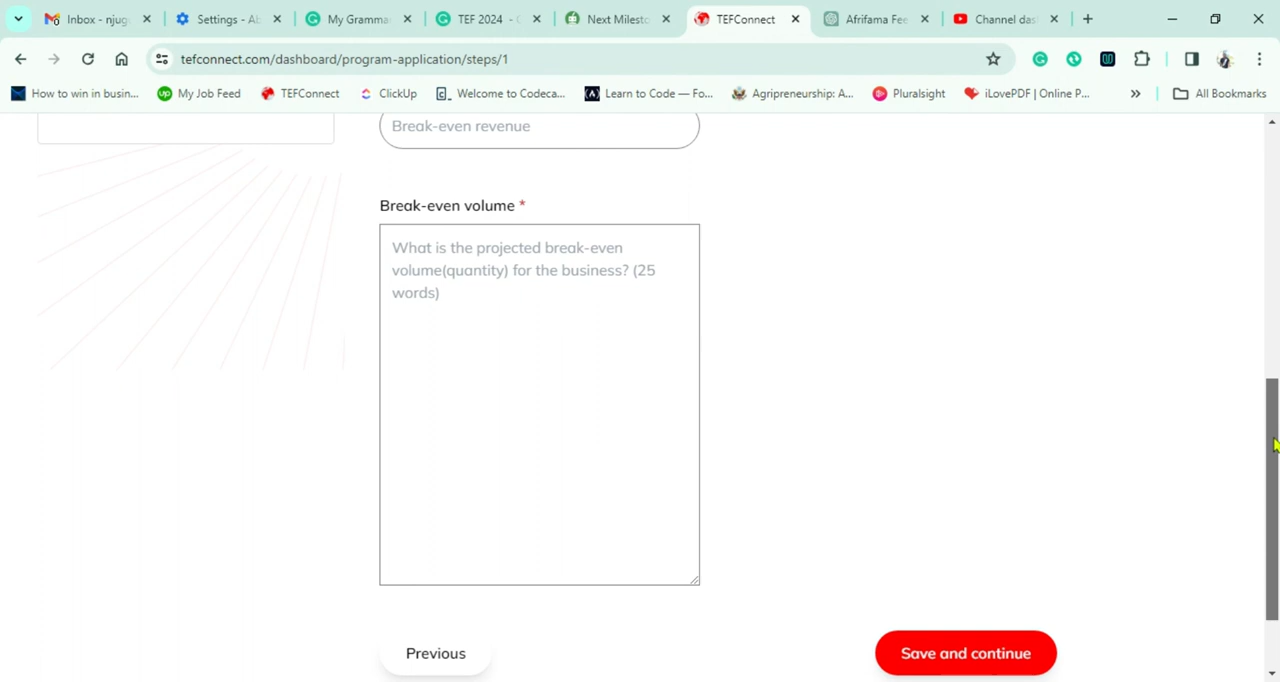 Inbox - njug
Settings - Ab
My Gramma
TEF 2024 - G
Next Milesto
TEFConnect
Afrifama Fee
Channel das
tefconnect.com/dashboard/program-application/steps/1
How to win in busin...
My Job Feed
TEFConnect
ClickUp
Welcome to Codeca...
Learn to Code — Fo...
Agripreneurship: A...
Pluralsight
iLovePDF | Online P...
All Bookmarks
Break-even revenue
Break-even volume *
What is the projected break-even
volume(quantity) for the business? (25
words)
Previous
Save and continue